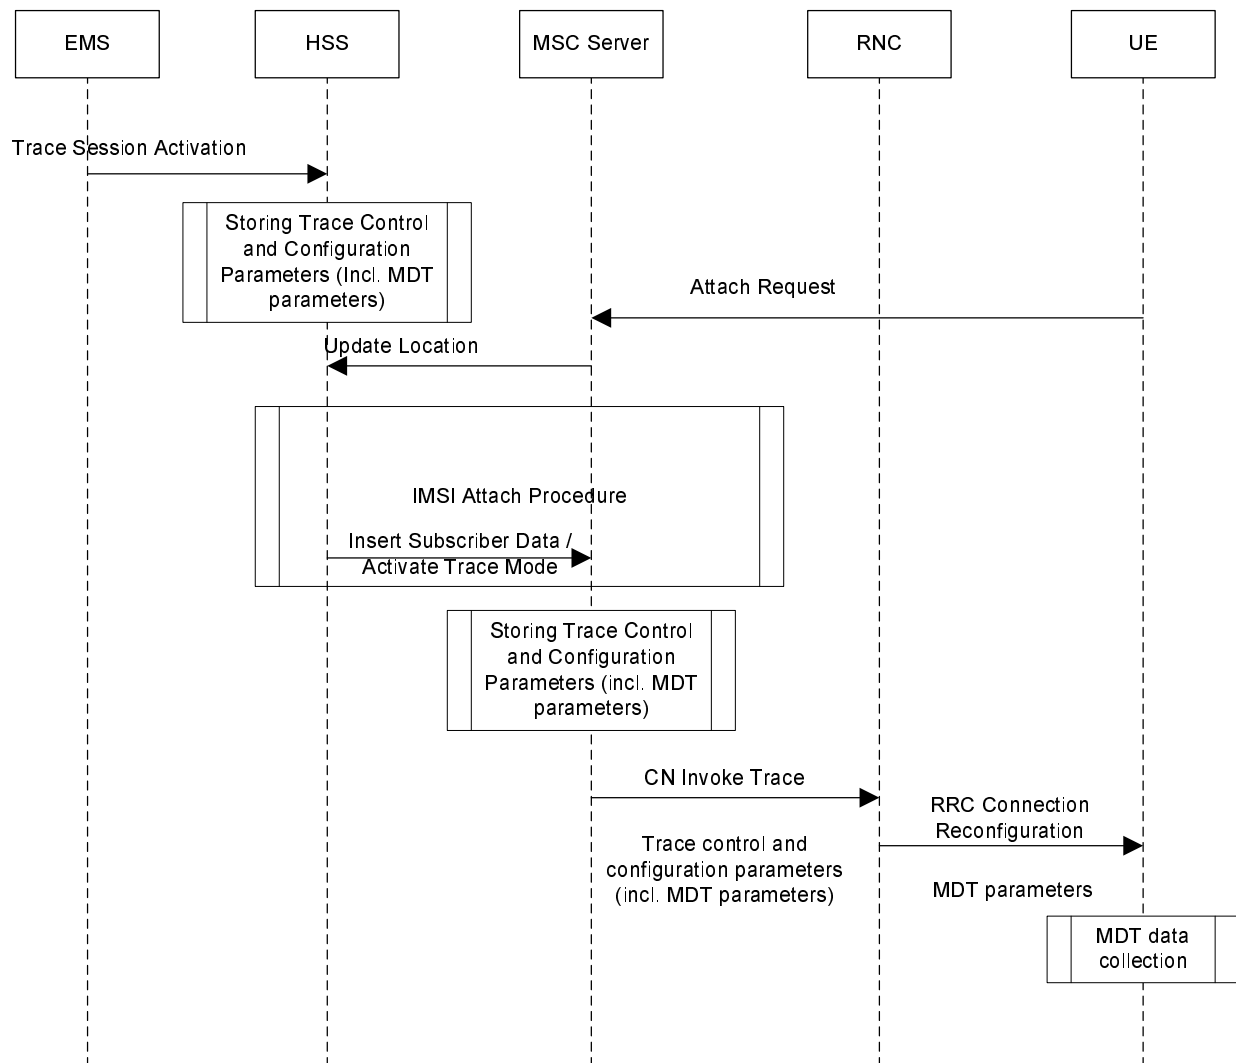 EMS
HSS
MSC Server
RNC
UE
Trace Session Activation
Storing Trace Control
and Configuration
Parameters (Incl. MDT
parameters)
Attach Request
Update Location
IMSI Attach Procedure
Insert Subscriber Data /
Activate Trace Mode
Storing Trace Control
and Configuration
Parameters (incl. MDT
parameters)
CN Invoke Trace
RRC Connection
Reconfiguration
Trace control and
configuration parameters
(incl. MDT parameters)
MDT parameters
MDT data
collection